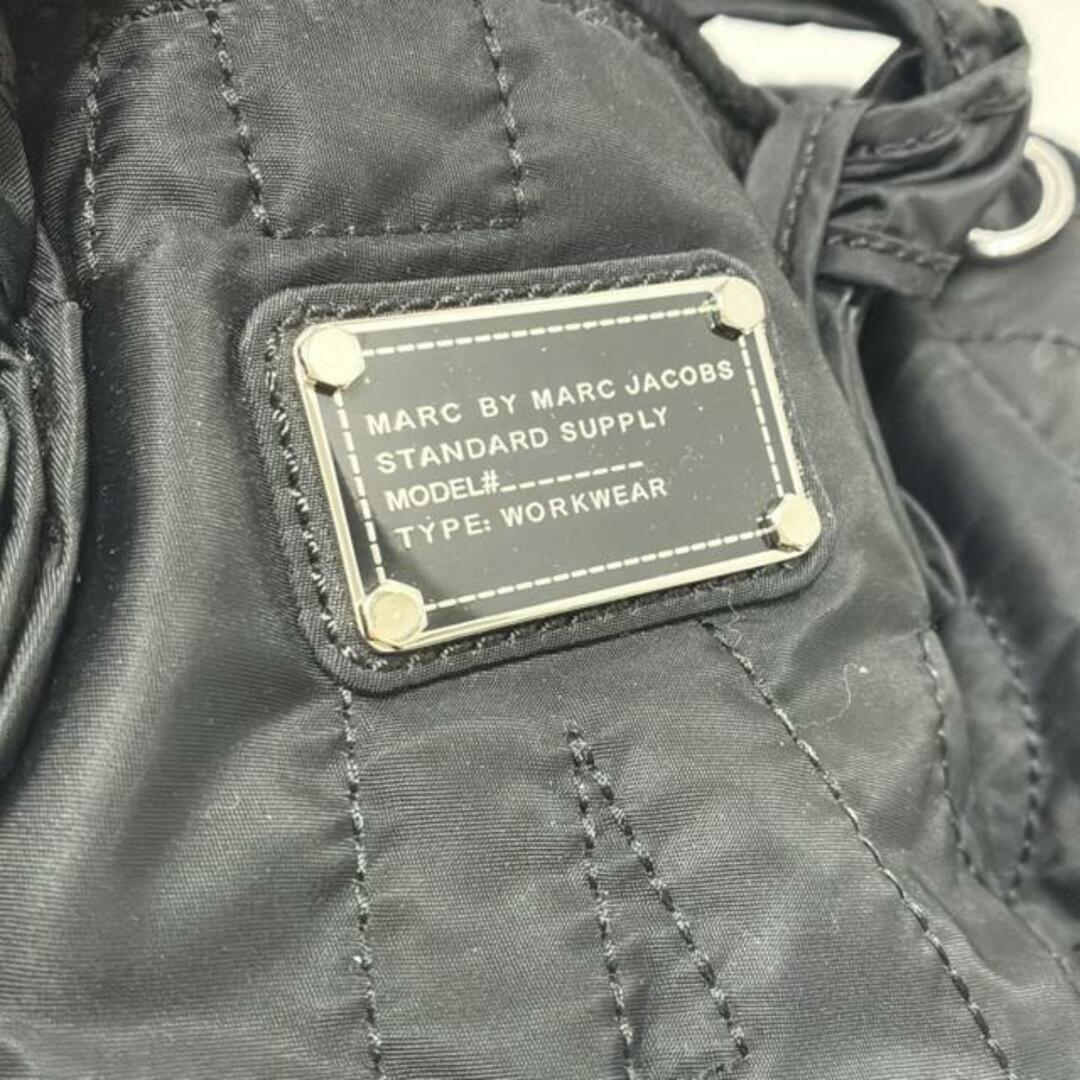 MARC BY MARC JACOBS
STANDARD SUPPLY
MODEL#_ _ _ _ _ _ _ _
TYPE: WORKWEAR